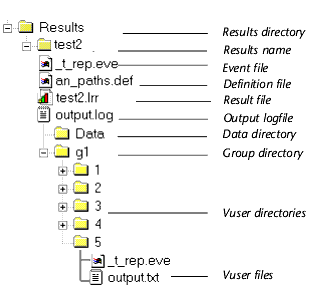 Results Results directory
test2 Results name
_t_rep.eve Event file
an_paths.def Definition file
test2.lrr Result file
output.log Output logfile
Data Data directory
g1 Group directory
1
2
3 Vuser directories
4
5
_t_rep.eve
output.txt Vuser files